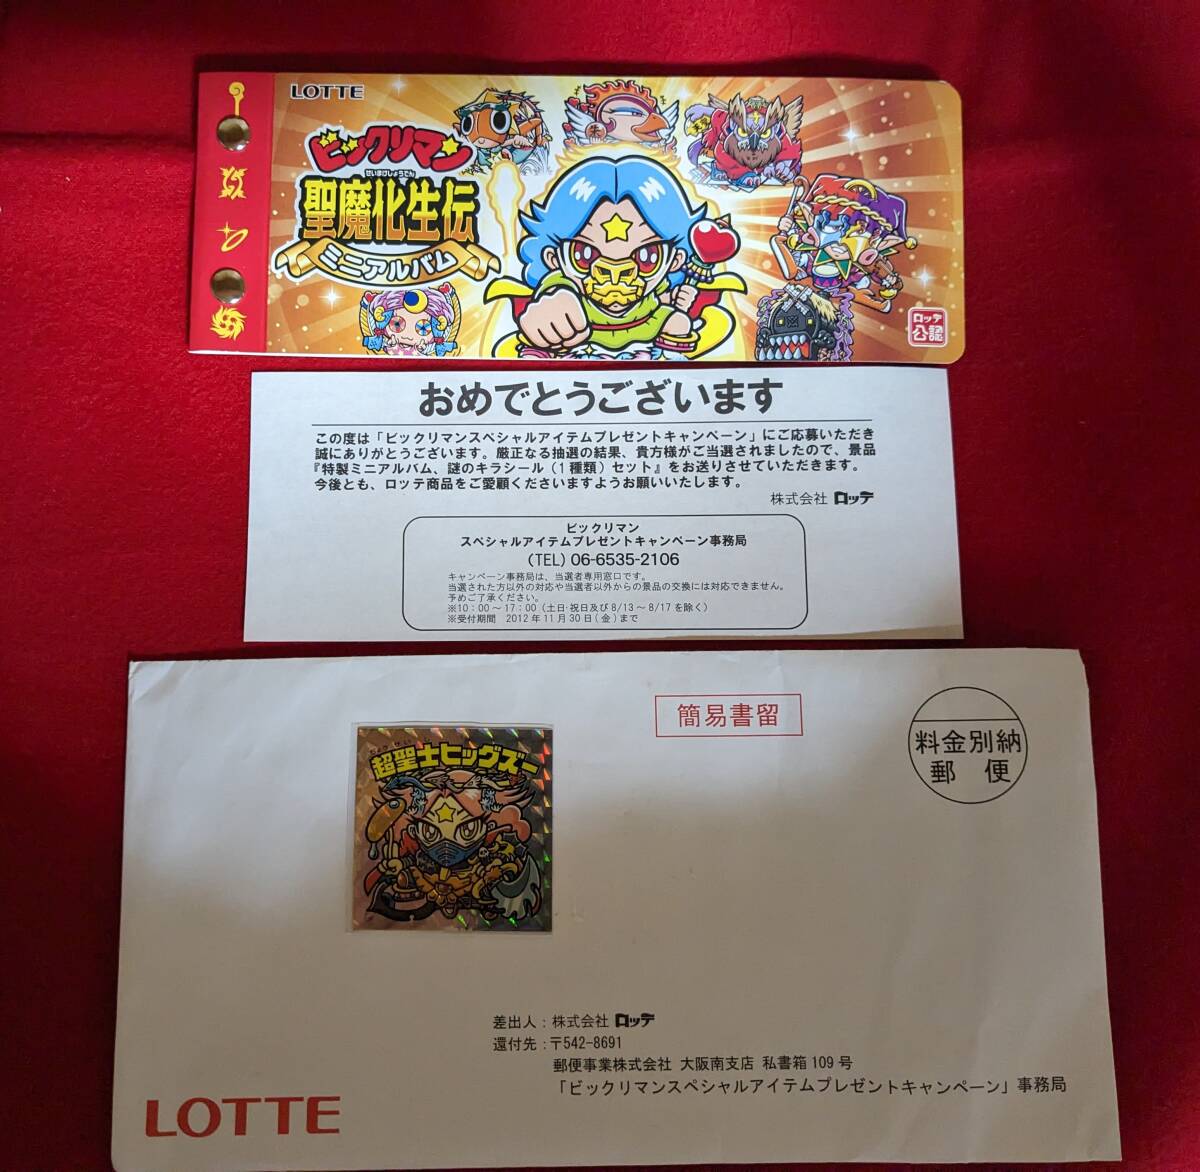 LOTTE
ビックリマン
せいまけしょうでん
聖魔化生伝
ミニアルバム
朱
ロッテ
公認
おめでとうございます
この度は「ビックリマンスペシャルアイテムプレゼントキャンペーン」にご応募いただき
誠にありがとうございます。厳正なる抽選の結果、貴方様がご当選されましたので、景品
『特製ミニアルバム、謎のキラシール（１種類）セット』をお送りさせていただきます。
今後とも、ロッテ商品をご愛顧くださいますようお願いいたします。
株式会社 ロッテ
ビックリマン
スペシャルアイテムプレゼントキャンペーン事務局
（TEL）06-6535-2106
キャンペーン事務局は、当選者専用窓口です。
当選された方以外の対応や当選者以外からの景品の交換には対応できません。
予めご了承ください。
※10：00～17：00（土日・祝日及び8/13～8/17を除く）
※受付期間 2012年11月30日（金）まで
簡易書留
料金別納
郵便
超聖士ビッグズー
差出人：株式会社 ロッテ
還付先：〒542-8691
郵便事業株式会社 大阪南支店 私書箱109号
「ビックリマンスペシャルアイテムプレゼントキャンペーン」事務局
LOTTE